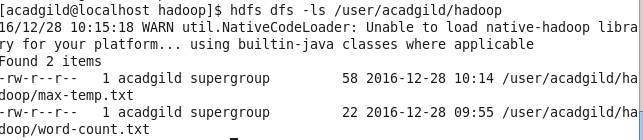 [acadgild@localhost hadoop]$ hdfs dfs -ls /user/acadgild/hadoop
16/12/28 10:15:18 WARN util.NativeCodeLoader: Unable to load native-hadoop libra
ry for your platform... using builtin-java classes where applicable
Found 2 items
-rw-r--r--   1 acadgild supergroup         58 2016-12-28 10:14 /user/acadgild/ha
doop/max-temp.txt
-rw-r--r--   1 acadgild supergroup         22 2016-12-28 09:55 /user/acadgild/ha
doop/word-count.txt